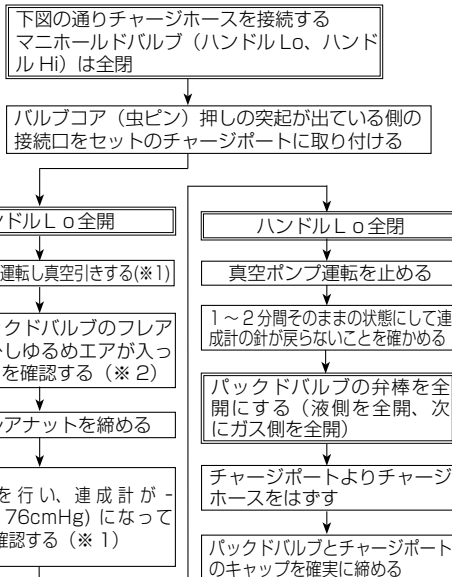 下図の通りチャージホースを接続する
マニホールドバルブ（ハンドル Lo、ハンド
ル Hi）は全閉
バルブコア（虫ピン）押しの突起が出ている側の
接続口をセットのチャージポートに取り付ける
ンドルＬｏ全開
運転し真空引きする(※1)
クドバルブのフレア
しゆるめエアが入っ
を確認する（※ 2）
アナットを締める
を 行 い、連 成 計 が -
76cmHg) になって
確認する（※ 1）
ハンドルＬｏ全閉
真空ポンプ運転を止める
1 ～ 2 分間そのままの状態にして連
成計の針が戻らないことを確かめる
パックドバルブの弁棒を全
開にする（液側を全開、次
にガス側を全開）
チャージポートよりチャージ
ホースをはずす
パックドバルブとチャージポート
のキャップを確実に締める